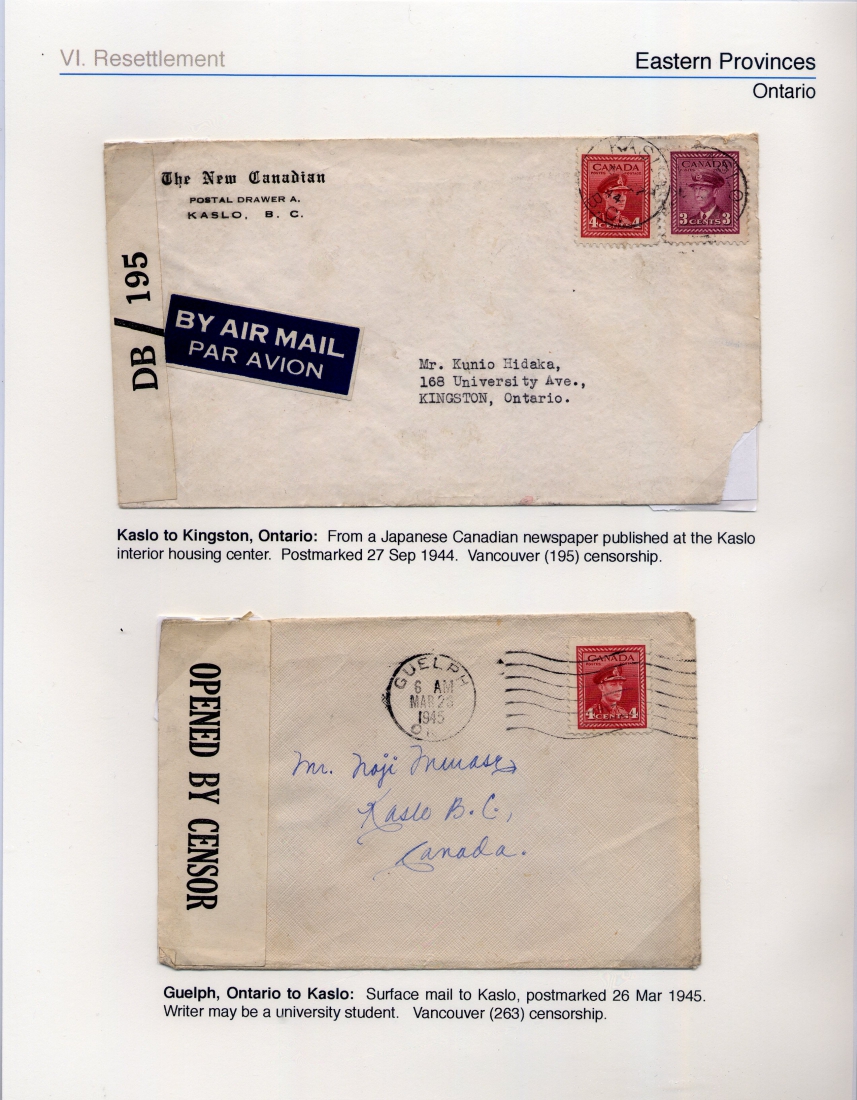 VI. Resettlement
Eastern Provinces
Ontario
The New Canadian
POSTAL DRAWER A.
KASLO, B. C.
CANADA
4 CENTS 4
CANADA
3 CENTS 3
DB / 195
BY AIR MAIL
PAR AVION
Mr. Kunio Hidaka,
168 University Ave.,
KINGSTON, Ontario.
Kaslo to Kingston, Ontario: From a Japanese Canadian newspaper published at the Kaslo
interior housing center. Postmarked 27 Sep 1944. Vancouver (195) censorship.
OPENED BY CENSOR
GUELPH
6 AM
MAR 26
1945
CANADA
4 CENTS 4
Mr.
Kaslo B.C.,
Canada.
Guelph, Ontario to Kaslo: Surface mail to Kaslo, postmarked 26 Mar 1945.
Writer may be a university student. Vancouver (263) censorship.